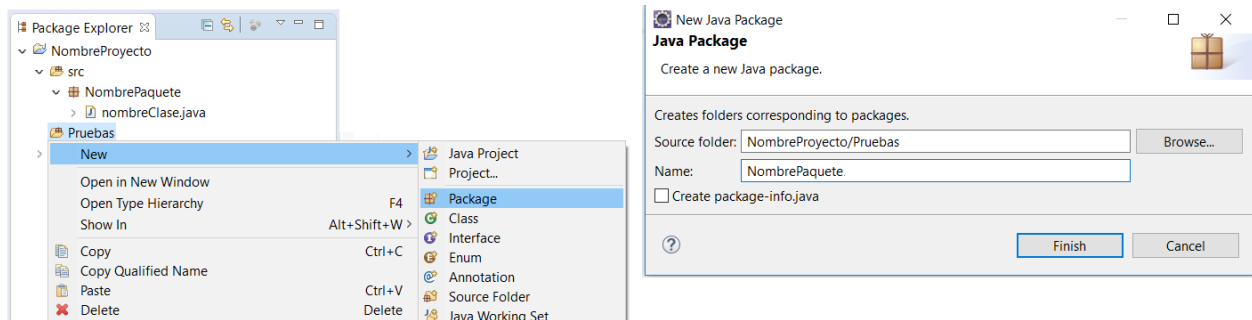 Package Explorer
NombreProyecto
src
NombrePaquete
nombreClase.java
Pruebas
New
Open in New Window
Open Type Hierarchy F4
Show In Alt+Shift+W >
Copy Ctrl+C
Copy Qualified Name
Paste Ctrl+V
Delete Delete
Java Project
Project...
Package
Class
Interface
Enum
Annotation
Source Folder
Java Working Set
New Java Package
Java Package
Create a new Java package.
Creates folders corresponding to packages.
Source folder: NombreProyecto/Pruebas Browse...
Name: NombrePaquete
Create package-info.java
Finish Cancel